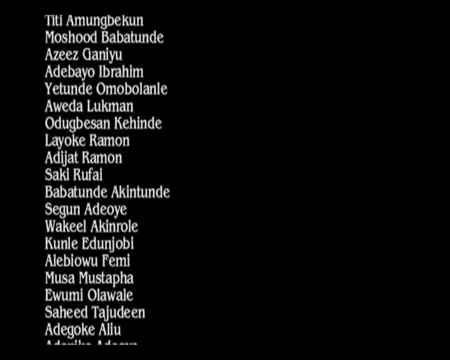 Titi Amungbekun
Moshood Babatunde
Azeez Ganiyu
Adebayo Ibrahim
Yetunde Omobolanle
Aweda Lukman
Odugbesan Kehinde
Layoke Ramon
Adijat Ramon
Saki Rufai
Babatunde Akintunde
Segun Adeoye
Wakeel Akinrole
Kunle Edunjobi
Alebiowu Femi
Musa Mustapha
Ewumi Olawale
Saheed Tajudeen
Adegoke Aliu